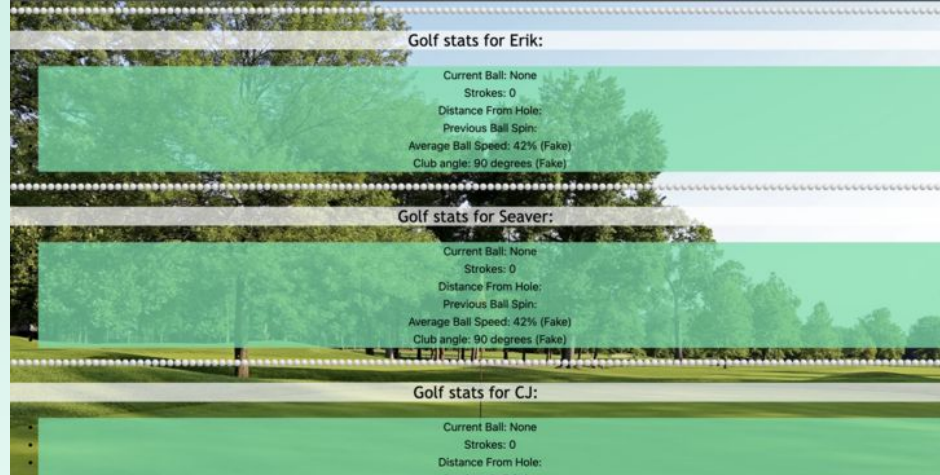 Golf stats for Erik:
Current Ball: None
Strokes: 0
Distance From Hole:
Previous Ball Spin:
Average Ball Speed: 42% (Fake)
Club angle: 90 degrees (Fake)
Golf stats for Seaver:
Current Ball: None
Strokes: 0
Distance From Hole:
Previous Ball Spin:
Average Ball Speed: 42% (Fake)
Club angle: 90 degrees (Fake)
Golf stats for CJ:
Current Ball: None
Strokes: 0
Distance From Hole: